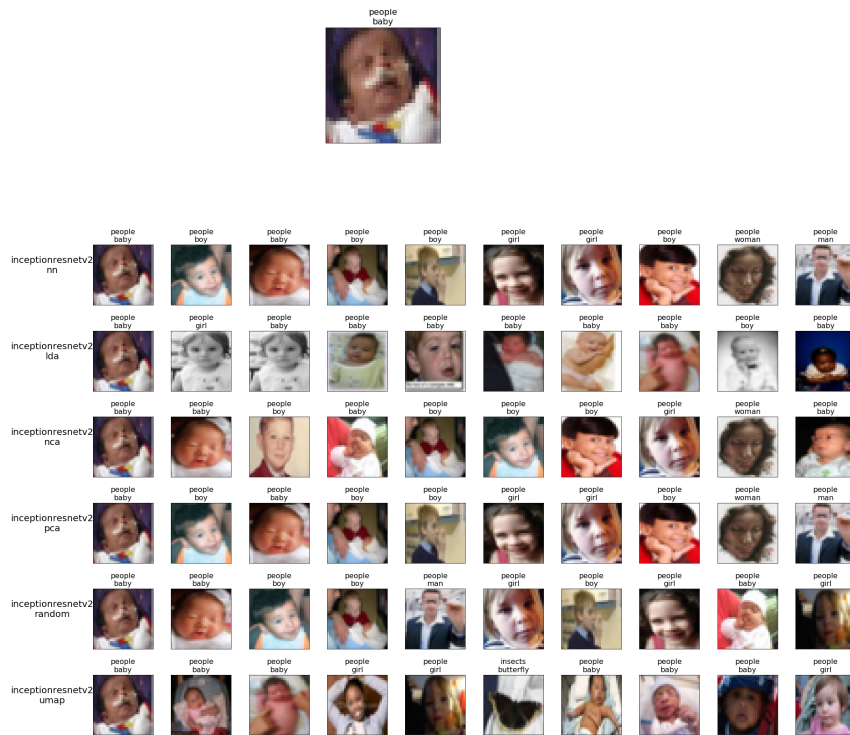 people
baby
people people people people people people people people people people
baby boy baby boy boy girl girl boy woman man
inceptionresnetv2
nn
people people people people people people people people people people
baby girl baby baby baby baby baby baby boy baby
inceptionresnetv2
lda
people people people people people people people people people people
baby baby boy baby boy boy boy girl woman baby
inceptionresnetv2
nca
people people people people people people people people people people
baby boy baby boy boy girl girl boy woman man
inceptionresnetv2
pca
people people people people people people people people people people
baby baby boy boy man girl boy girl baby girl
inceptionresnetv2
random
people people people people people insects people people people people
baby baby baby girl girl butterfly baby baby baby girl
inceptionresnetv2
umap